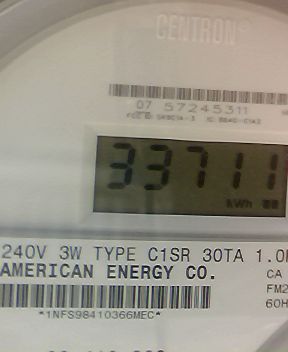 CENTRON
07 57245311
33711
kWh
240V 3W TYPE C1SR 30TA 1.0
AMERICAN ENERGY CO.
CA
FM2
60H
*1NFS98410366MEC*